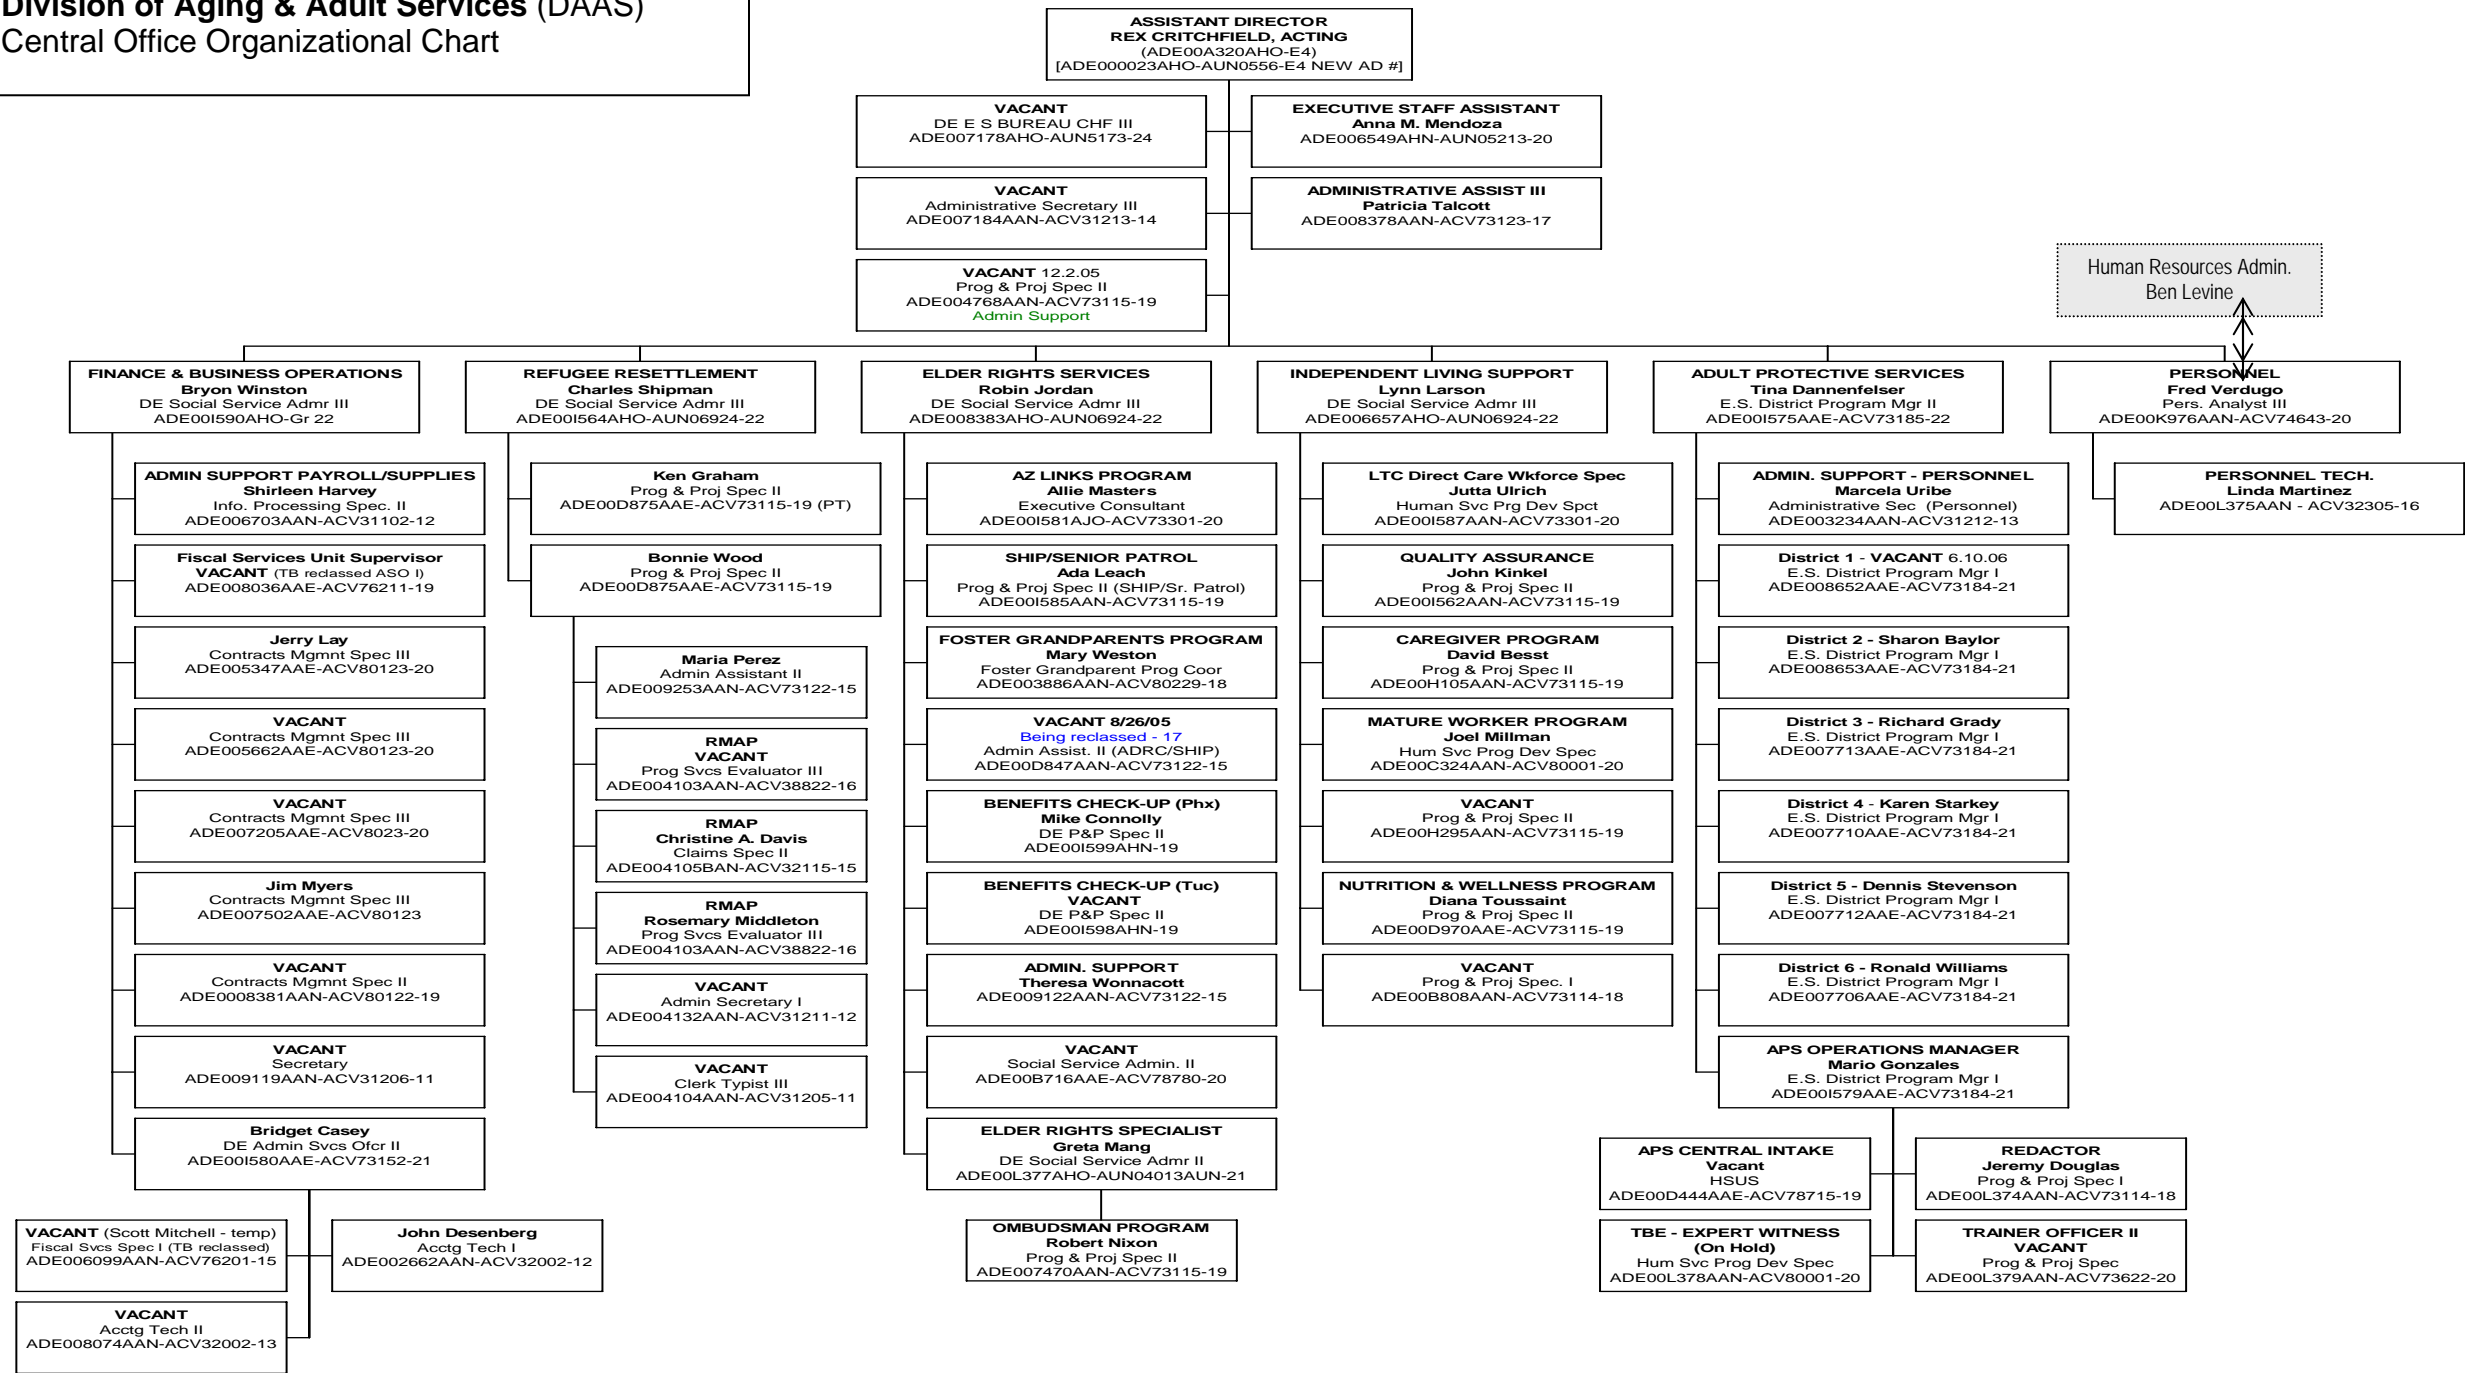 Division of Aging & Adult Services (DAAS)
Central Office Organizational Chart
ASSISTANT DIRECTOR
REX CRITCHFIELD, ACTING
(ADE00A320AHO-E4)
[ADE000023AHO-AUN0556-E4 NEW AD #]
VACANT
DE E S BUREAU CHF III
ADE007178AHO-AUN5173-24
EXECUTIVE STAFF ASSISTANT
Anna M. Mendoza
ADE006549AHN-AUN05213-20
VACANT
Administrative Secretary III
ADE007184AAN-ACV31213-14
ADMINISTRATIVE ASSIST III
Patricia Talcott
ADE008378AAN-ACV73123-17
VACANT 12.2.05
Prog & Proj Spec II
ADE004768AAN-ACV73115-19
Admin Support
Human Resources Admin.
Ben Levine
FINANCE & BUSINESS OPERATIONS
Bryon Winston
DE Social Service Admr III
ADE00I590AHO-Gr 22
ADMIN SUPPORT PAYROLL/SUPPLIES
Shirleen Harvey
Info. Processing Spec. II
ADE006703AAN-ACV31102-12
Fiscal Services Unit Supervisor
VACANT (TB reclassed ASO I)
ADE008036AAE-ACV76211-19
Jerry Lay
Contracts Mgmnt Spec III
ADE005347AAE-ACV80123-20
VACANT
Contracts Mgmnt Spec III
ADE005662AAE-ACV80123-20
VACANT
Contracts Mgmnt Spec III
ADE007205AAE-ACV8023-20
Jim Myers
Contracts Mgmnt Spec III
ADE007502AAE-ACV80123
VACANT
Contracts Mgmnt Spec II
ADE0008381AAN-ACV80122-19
VACANT
Secretary
ADE009119AAN-ACV31206-11
Bridget Casey
DE Admin Svcs Ofcr II
ADE00I580AAE-ACV73152-21
VACANT (Scott Mitchell - temp)
Fiscal Svcs Spec I (TB reclassed)
ADE006099AAN-ACV76201-15
John Desenberg
Acctg Tech I
ADE002662AAN-ACV32002-12
VACANT
Acctg Tech II
ADE008074AAN-ACV32002-13
REFUGEE RESETTLEMENT
Charles Shipman
DE Social Service Admr III
ADE00I564AHO-AUN06924-22
Ken Graham
Prog & Proj Spec II
ADE00D875AAE-ACV73115-19 (PT)
Bonnie Wood
Prog & Proj Spec II
ADE00D875AAE-ACV73115-19
Maria Perez
Admin Assistant II
ADE009253AAN-ACV73122-15
RMAP
VACANT
Prog Svcs Evaluator III
ADE004103AAN-ACV38822-16
RMAP
Christine A. Davis
Claims Spec II
ADE004105BAN-ACV32115-15
RMAP
Rosemary Middleton
Prog Svcs Evaluator III
ADE004103AAN-ACV38822-16
VACANT
Admin Secretary I
ADE004132AAN-ACV31211-12
VACANT
Clerk Typist III
ADE004104AAN-ACV31205-11
ELDER RIGHTS SERVICES
Robin Jordan
DE Social Service Admr III
ADE008383AHO-AUN06924-22
AZ LINKS PROGRAM
Allie Masters
Executive Consultant
ADE00I581AJO-ACV73301-20
SHIP/SENIOR PATROL
Ada Leach
Prog & Proj Spec II (SHIP/Sr. Patrol)
ADE00I585AAN-ACV73115-19
FOSTER GRANDPARENTS PROGRAM
Mary Weston
Foster Grandparent Prog Coor
ADE003886AAN-ACV80229-18
VACANT 8/26/05
Being reclassed - 17
Admin Assist. II (ADRC/SHIP)
ADE00D847AAN-ACV73122-15
BENEFITS CHECK-UP (Phx)
Mike Connolly
DE P&P Spec II
ADE00I599AHN-19
BENEFITS CHECK-UP (Tuc)
VACANT
DE P&P Spec II
ADE00I598AHN-19
ADMIN. SUPPORT
Theresa Wonnacott
ADE009122AAN-ACV73122-15
VACANT
Social Service Admin. II
ADE00B716AAE-ACV78780-20
ELDER RIGHTS SPECIALIST
Greta Mang
DE Social Service Admr II
ADE00L377AHO-AUN04013AUN-21
OMBUDSMAN PROGRAM
Robert Nixon
Prog & Proj Spec II
ADE007470AAN-ACV73115-19
INDEPENDENT LIVING SUPPORT
Lynn Larson
DE Social Service Admr III
ADE006657AHO-AUN06924-22
LTC Direct Care Wkforce Spec
Jutta Ulrich
Human Svc Prg Dev Spct
ADE00I587AAN-ACV73301-20
QUALITY ASSURANCE
John Kinkel
Prog & Proj Spec II
ADE00I562AAN-ACV73115-19
CAREGIVER PROGRAM
David Besst
Prog & Proj Spec II
ADE00H105AAN-ACV73115-19
MATURE WORKER PROGRAM
Joel Millman
Hum Svc Prog Dev Spec
ADE00C324AAN-ACV80001-20
VACANT
Prog & Proj Spec II
ADE00H295AAN-ACV73115-19
NUTRITION & WELLNESS PROGRAM
Diana Toussaint
Prog & Proj Spec II
ADE00D970AAE-ACV73115-19
VACANT
Prog & Proj Spec. I
ADE00B808AAN-ACV73114-18
ADULT PROTECTIVE SERVICES
Tina Dannenfelser
E.S. District Program Mgr II
ADE00I575AAE-ACV73185-22
ADMIN. SUPPORT - PERSONNEL
Marcela Uribe
Administrative Sec (Personnel)
ADE003234AAN-ACV31212-13
District 1 - VACANT 6.10.06
E.S. District Program Mgr I
ADE008652AAE-ACV73184-21
District 2 - Sharon Baylor
E.S. District Program Mgr I
ADE008653AAE-ACV73184-21
District 3 - Richard Grady
E.S. District Program Mgr I
ADE007713AAE-ACV73184-21
District 4 - Karen Starkey
E.S. District Program Mgr I
ADE007710AAE-ACV73184-21
District 5 - Dennis Stevenson
E.S. District Program Mgr I
ADE007712AAE-ACV73184-21
District 6 - Ronald Williams
E.S. District Program Mgr I
ADE007706AAE-ACV73184-21
APS OPERATIONS MANAGER
Mario Gonzales
E.S. District Program Mgr I
ADE00I579AAE-ACV73184-21
APS CENTRAL INTAKE
Vacant
HSUS
ADE00D444AAE-ACV78715-19
REDACTOR
Jeremy Douglas
Prog & Proj Spec I
ADE00L374AAN-ACV73114-18
TBE - EXPERT WITNESS
(On Hold)
Hum Svc Prog Dev Spec
ADE00L378AAN-ACV80001-20
TRAINER OFFICER II
VACANT
Prog & Proj Spec
ADE00L379AAN-ACV73622-20
PERSONNEL
Fred Verdugo
Pers. Analyst III
ADE00K976AAN-ACV74643-20
PERSONNEL TECH.
Linda Martinez
ADE00L375AAN - ACV32305-16